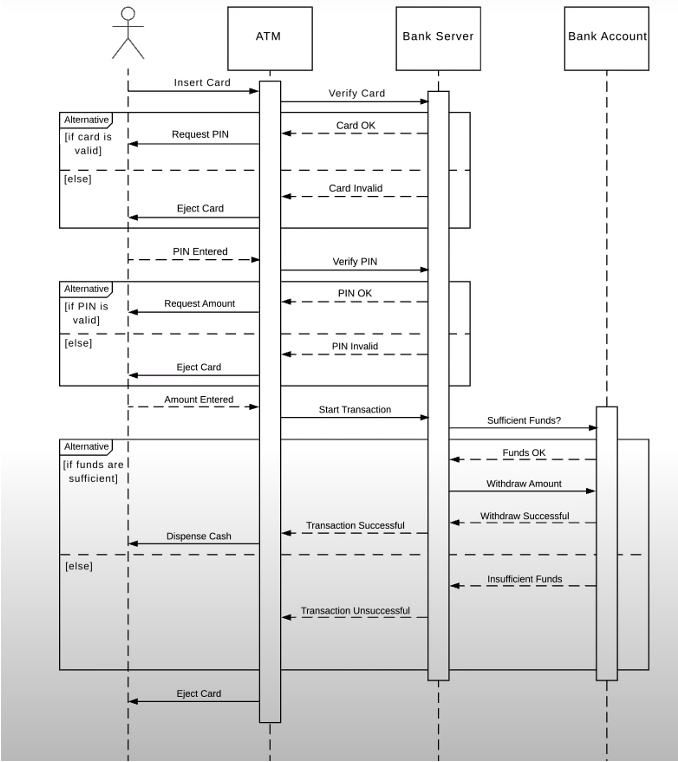 ATM
Bank Server
Bank Account
Insert Card
Verify Card
Alternative
[if card is
valid]
Card OK
Request PIN
[else]
Card Invalid
Eject Card
PIN Entered
Verify PIN
Alternative
[if PIN is
valid]
PIN OK
Request Amount
[else]
PIN Invalid
Eject Card
Amount Entered
Start Transaction
Sufficient Funds?
Alternative
[if funds are
sufficient]
Funds OK
Withdraw Amount
Withdraw Successful
Transaction Successful
Dispense Cash
[else]
Insufficient Funds
Transaction Unsuccessful
Eject Card